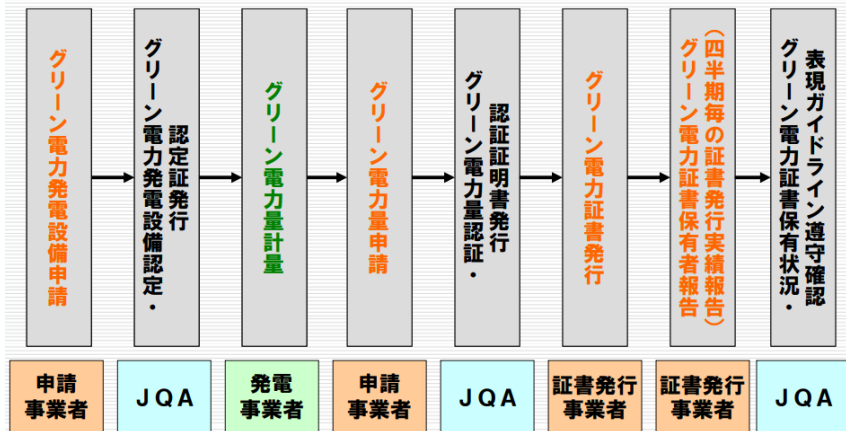 グリーン電力発電設備申請
グリーン電力発電設備認定・
認定証発行
グリーン電力量計量
グリーン電力量申請
グリーン電力量認証・
認証証明書発行
グリーン電力証書発行
グリーン電力証書保有者報告
（四半期毎の証書発行実績報告）
グリーン電力証書保有状況・
表現ガイドライン遵守確認
申請
事業者
JQA
発電
事業者
申請
事業者
JQA
証書発行
事業者
証書発行
事業者
JQA